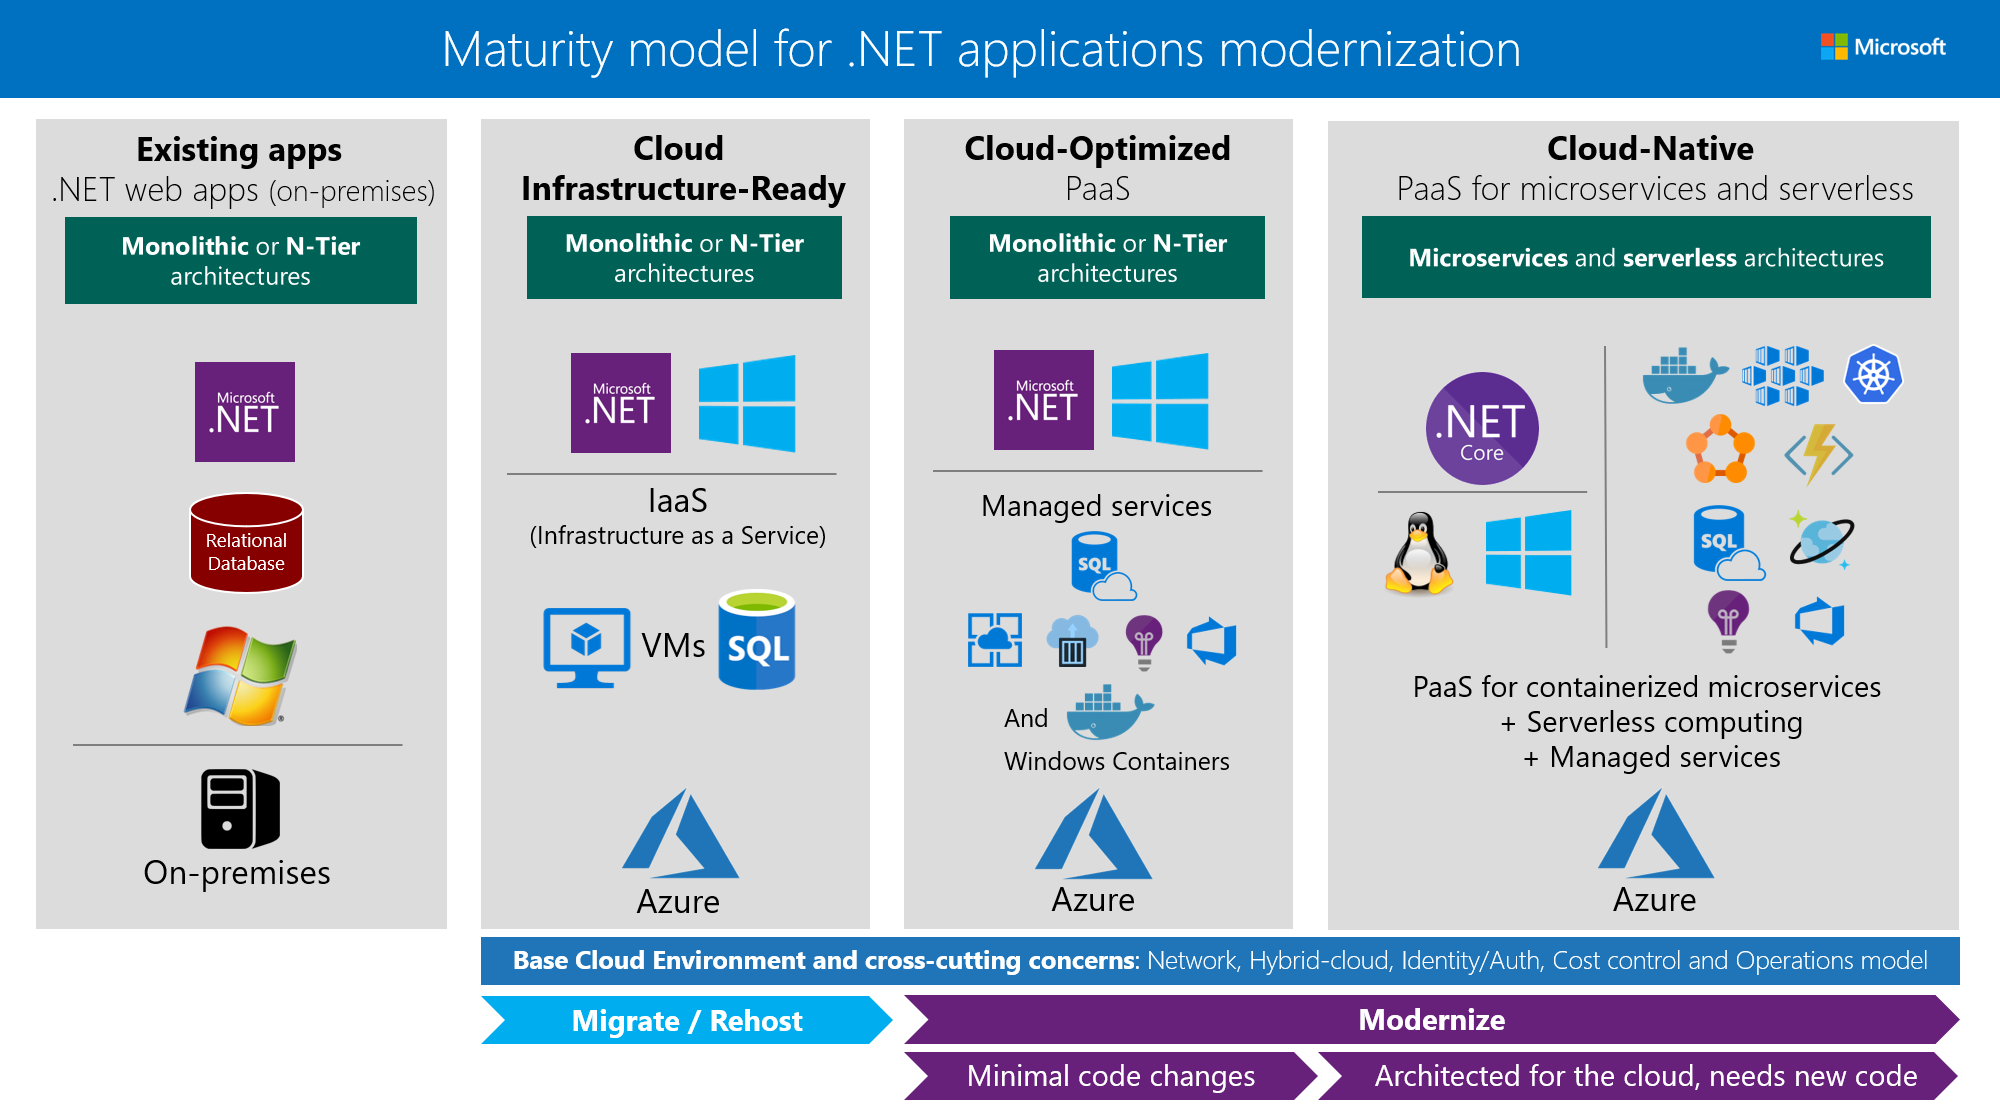 Maturity model for .NET applications modernization
Microsoft
Existing apps
.NET web apps (on-premises)
Monolithic or N-Tier
architectures
Microsoft
.NET
Relational
Database
®
On-premises
Cloud
Infrastructure-Ready
Monolithic or N-Tier
architectures
Microsoft
.NET
IaaS
(Infrastructure as a Service)
VMs
SQL
Azure
Cloud-Optimized
PaaS
Monolithic or N-Tier
architectures
Microsoft
.NET
Managed services
SQL
And
Windows Containers
Azure
Cloud-Native
PaaS for microservices and serverless
Microservices and serverless architectures
.NET
Core
SQL
PaaS for containerized microservices
+ Serverless computing
+ Managed services
Azure
Base Cloud Environment and cross-cutting concerns: Network, Hybrid-cloud, Identity/Auth, Cost control and Operations model
Migrate / Rehost
Modernize
Minimal code changes
Architected for the cloud, needs new code